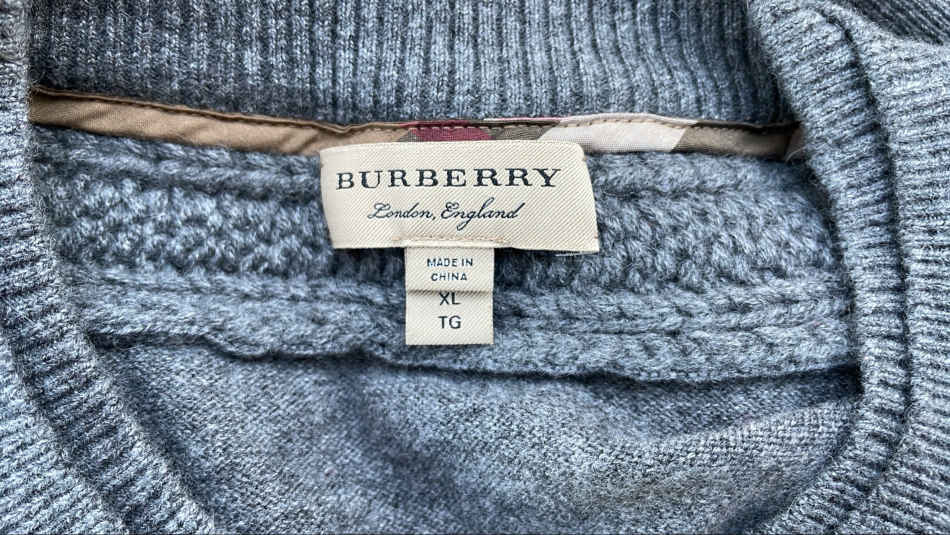 BURBERRY
London, England
MADE IN
CHINA
XL
TG